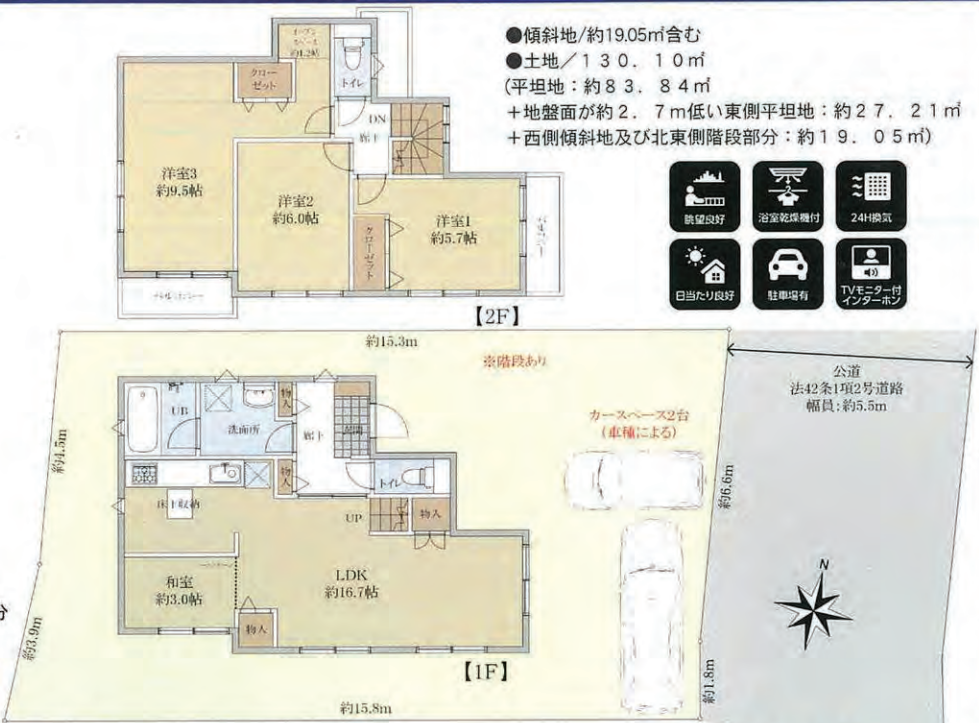 ●傾斜地/約19.05㎡含む
●土地／130．10㎡
(平坦地：約83．84㎡
＋地盤面が約2．7m低い東側平坦地：約27．21㎡
＋西側傾斜地及び北東側階段部分：約19．05㎡)
眺望良好
浴室乾燥機付
24H換気
日当たり良好
駐車場有
TVモニター付
インターホン
オープン
スペース
約1.2帖
トイレ
クロー
ゼット
DN
廊下
洋室3
約9.5帖
洋室2
約6.0帖
洋室1
約5.7帖
クローゼット
バルコニー
バルコニー
【2F】
約15.3m
※階段あり
公道
法42条1項2号道路
幅員:約5.5m
カースペース2台
(車種による)
UB
洗面所
物入
廊下
玄関
約4.5m
約6.6m
物入
トイレ
床下収納
UP
物入
LDK
約16.7帖
和室
約3.0帖
物入
N
分
約3.9m
約1.8m
【1F】
約15.8m